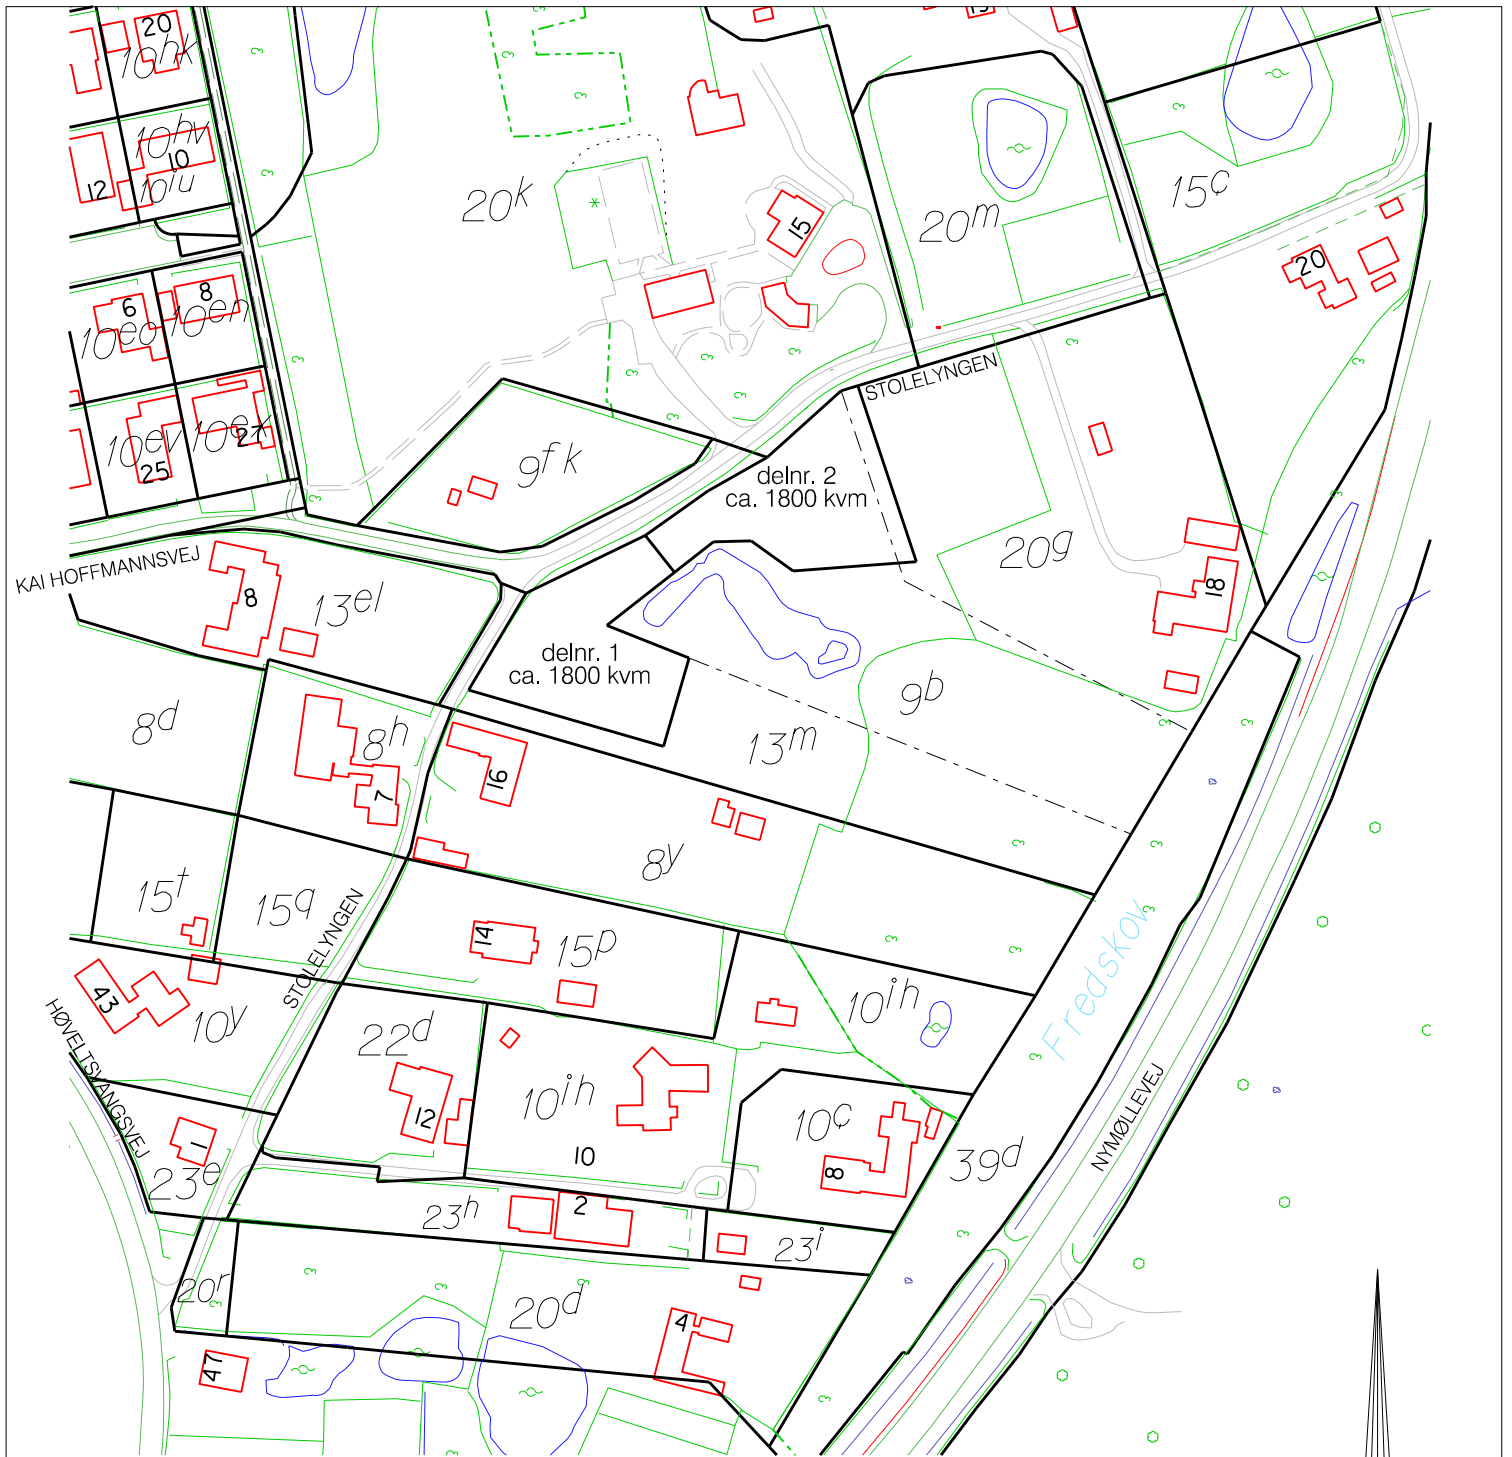 20
10hk
10hv
10
12
10iu
20k
15
20m
15c
20
8
6
10eo
10en
10ev
27
25
STOLELYNGEN
9fk
delnr. 2
ca. 1800 kvm
20g
18
KAI HOFFMANNSVEJ
8
13el
delnr. 1
ca. 1800 kvm
9b
8d
8h
7
16
13m
8y
15t
15q
STOLELYNGEN
14
15p
Fredskov
43
10y
HØVELTSVANGSVEJ
22d
12
10ih
10
10ih
10c
8
39d
NYMØLLEVEJ
1
23e
23h
2
23i
20r
20d
4
47